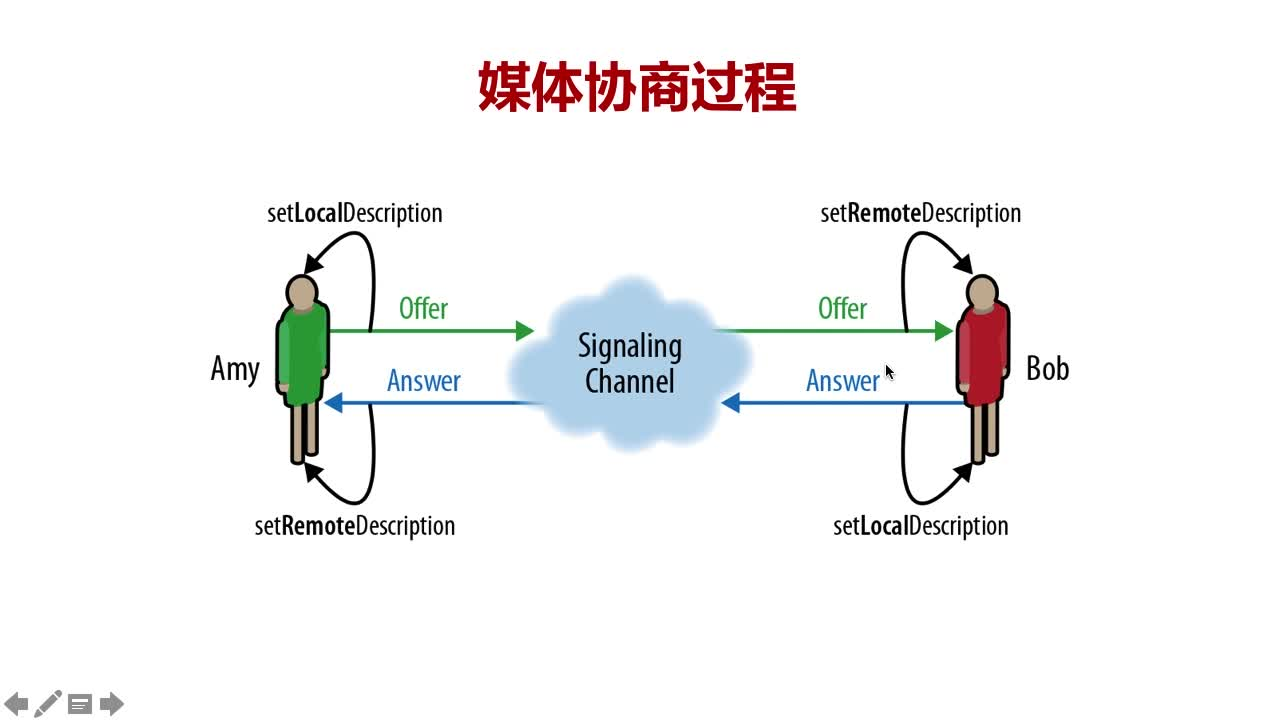 媒体协商过程
setLocalDescription
setRemoteDescription
Offer
Offer
Signaling
Channel
Amy
Bob
Answer
Answer
setRemoteDescription
setLocalDescription